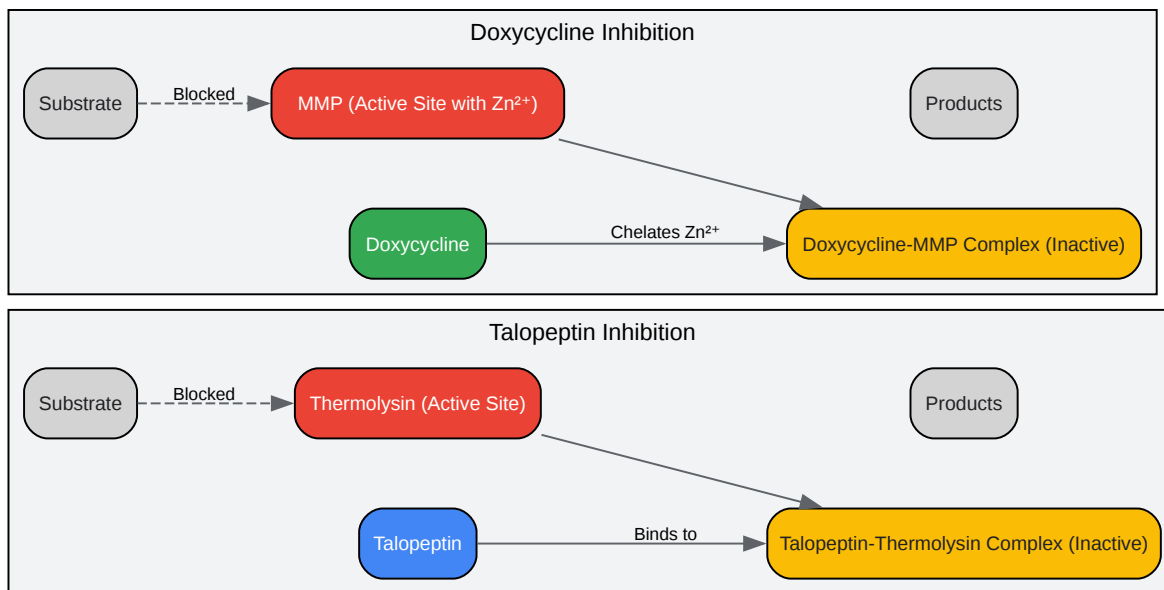 Doxycycline Inhibition
Substrate
Blocked
MMP (Active Site with Zn²⁺)
Products
Doxycycline
Chelates Zn²⁺
Doxycycline-MMP Complex (Inactive)
Talopeptin Inhibition
Substrate
Blocked
Thermolysin (Active Site)
Products
Talopeptin
Binds to
Talopeptin-Thermolysin Complex (Inactive)